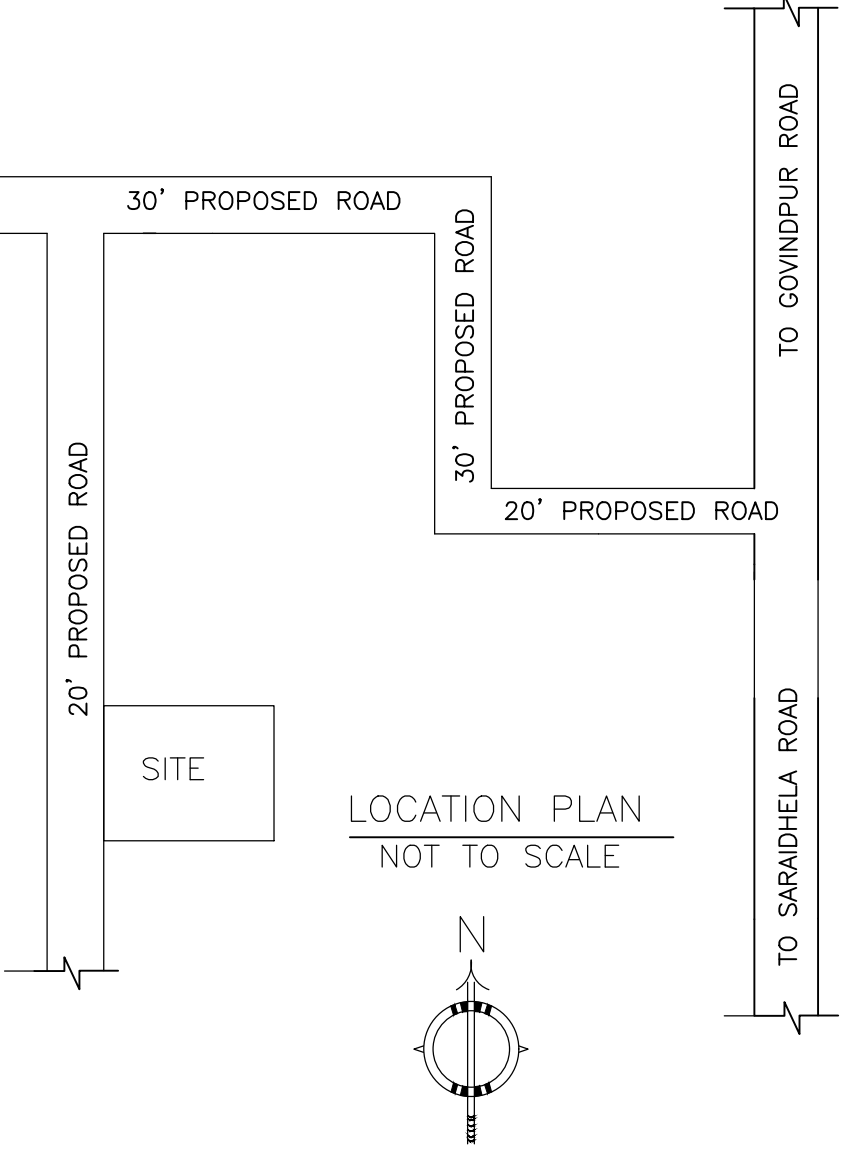 TO GOVINDPUR ROAD
30' PROPOSED ROAD
30' PROPOSED ROAD
20' PROPOSED ROAD
20' PROPOSED ROAD
SITE
TO SARAIDHELA ROAD
LOCATION PLAN
NOT TO SCALE
N